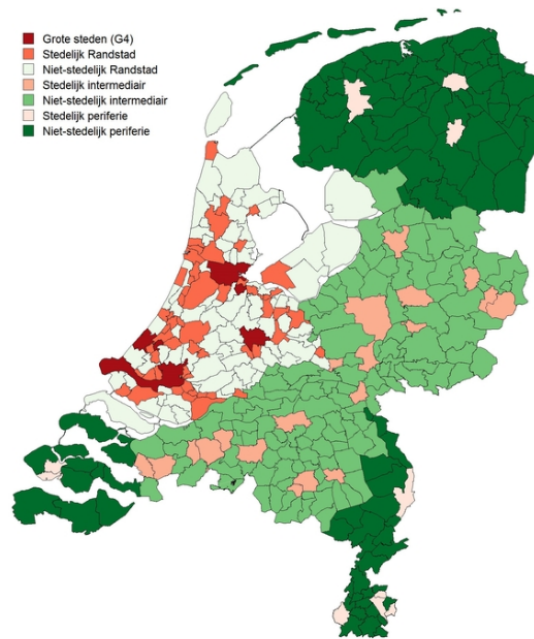 Grote steden (G4)
Stedelijk Randstad
Niet-stedelijk Randstad
Stedelijk intermediair
Niet-stedelijk intermediair
Stedelijk periferie
Niet-stedelijk periferie